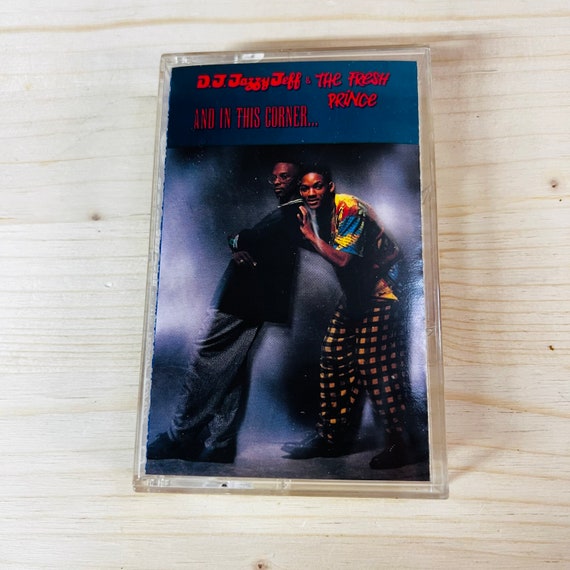 D.J. Jazzy Jeff & THE FRESH
PRINCE
AND IN THIS CORNER...